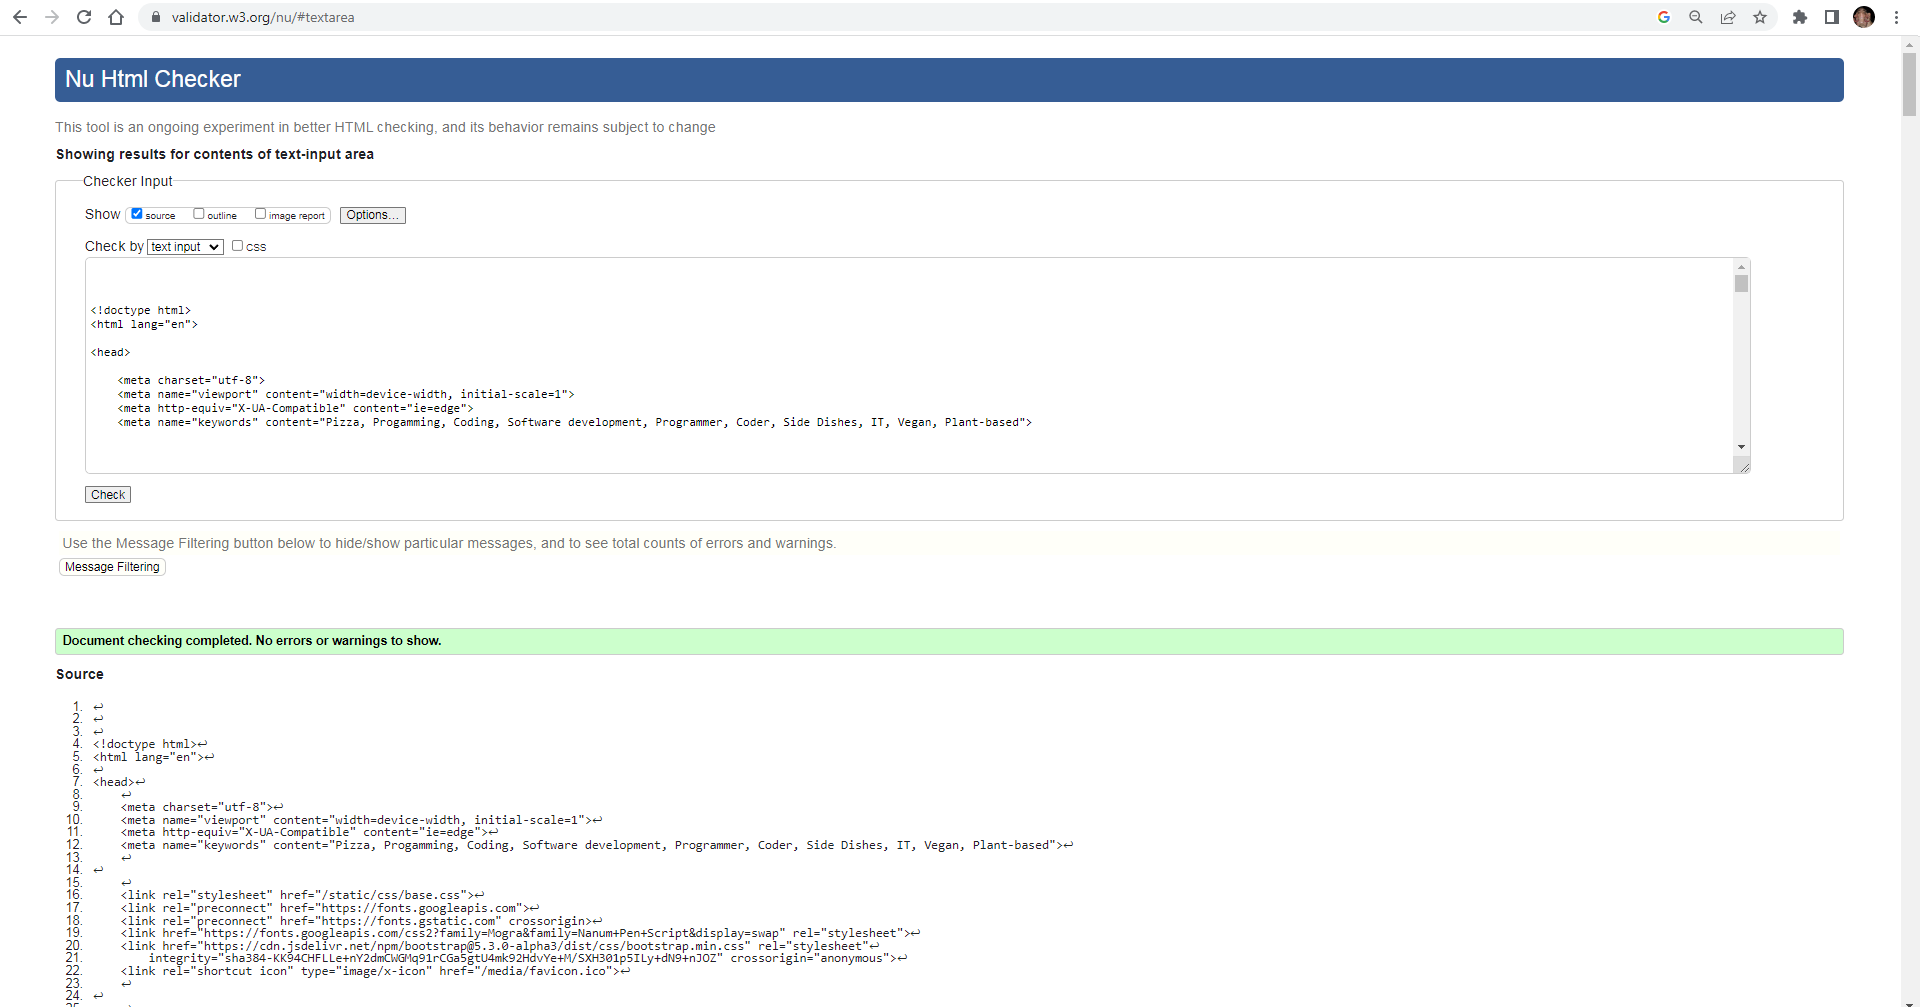 validator.w3.org/nu/#textarea
Nu Html Checker
This tool is an ongoing experiment in better HTML checking, and its behavior remains subject to change
Showing results for contents of text-input area
Checker Input
Show source outline image report Options...
Check by text input css
<!doctype html>
<html lang="en">
<head>
<meta charset="utf-8">
<meta name="viewport" content="width=device-width, initial-scale=1">
<meta http-equiv="X-UA-Compatible" content="ie=edge">
<meta name="keywords" content="Pizza, Progamming, Coding, Software development, Programmer, Coder, Side Dishes, IT, Vegan, Plant-based">
Check
Use the Message Filtering button below to hide/show particular messages, and to see total counts of errors and warnings.
Message Filtering
Document checking completed. No errors or warnings to show.
Source
1. ↩
2. ↩
3. ↩
4. <!doctype html>↩
5. <html lang="en">↩
6. ↩
7. <head>↩
8. ↩
9. <meta charset="utf-8">↩
10. <meta name="viewport" content="width=device-width, initial-scale=1">↩
11. <meta http-equiv="X-UA-Compatible" content="ie=edge">↩
12. <meta name="keywords" content="Pizza, Progamming, Coding, Software development, Programmer, Coder, Side Dishes, IT, Vegan, Plant-based">↩
13. ↩
14. ↩
15. ↩
16. <link rel="stylesheet" href="/static/css/base.css">↩
17. <link rel="preconnect" href="https://fonts.googleapis.com">↩
18. <link rel="preconnect" href="https://fonts.gstatic.com" crossorigin>↩
19. <link href="https://fonts.googleapis.com/css2?family=Mogra&family=Nanum+Pen+Script&display=swap" rel="stylesheet">↩
20. <link href="https://cdn.jsdelivr.net/npm/bootstrap@5.3.0-alpha3/dist/css/bootstrap.min.css" rel="stylesheet"↩
21. integrity="sha384-KK94CHFLLe+nY2dmCWGMq91rCGa5gtU4mk92HdvYe+M/SXH301p5ILy+dN9+nJOZ" crossorigin="anonymous">↩
22. <link rel="shortcut icon" type="image/x-icon" href="/media/favicon.ico">↩
23. ↩
24. ↩